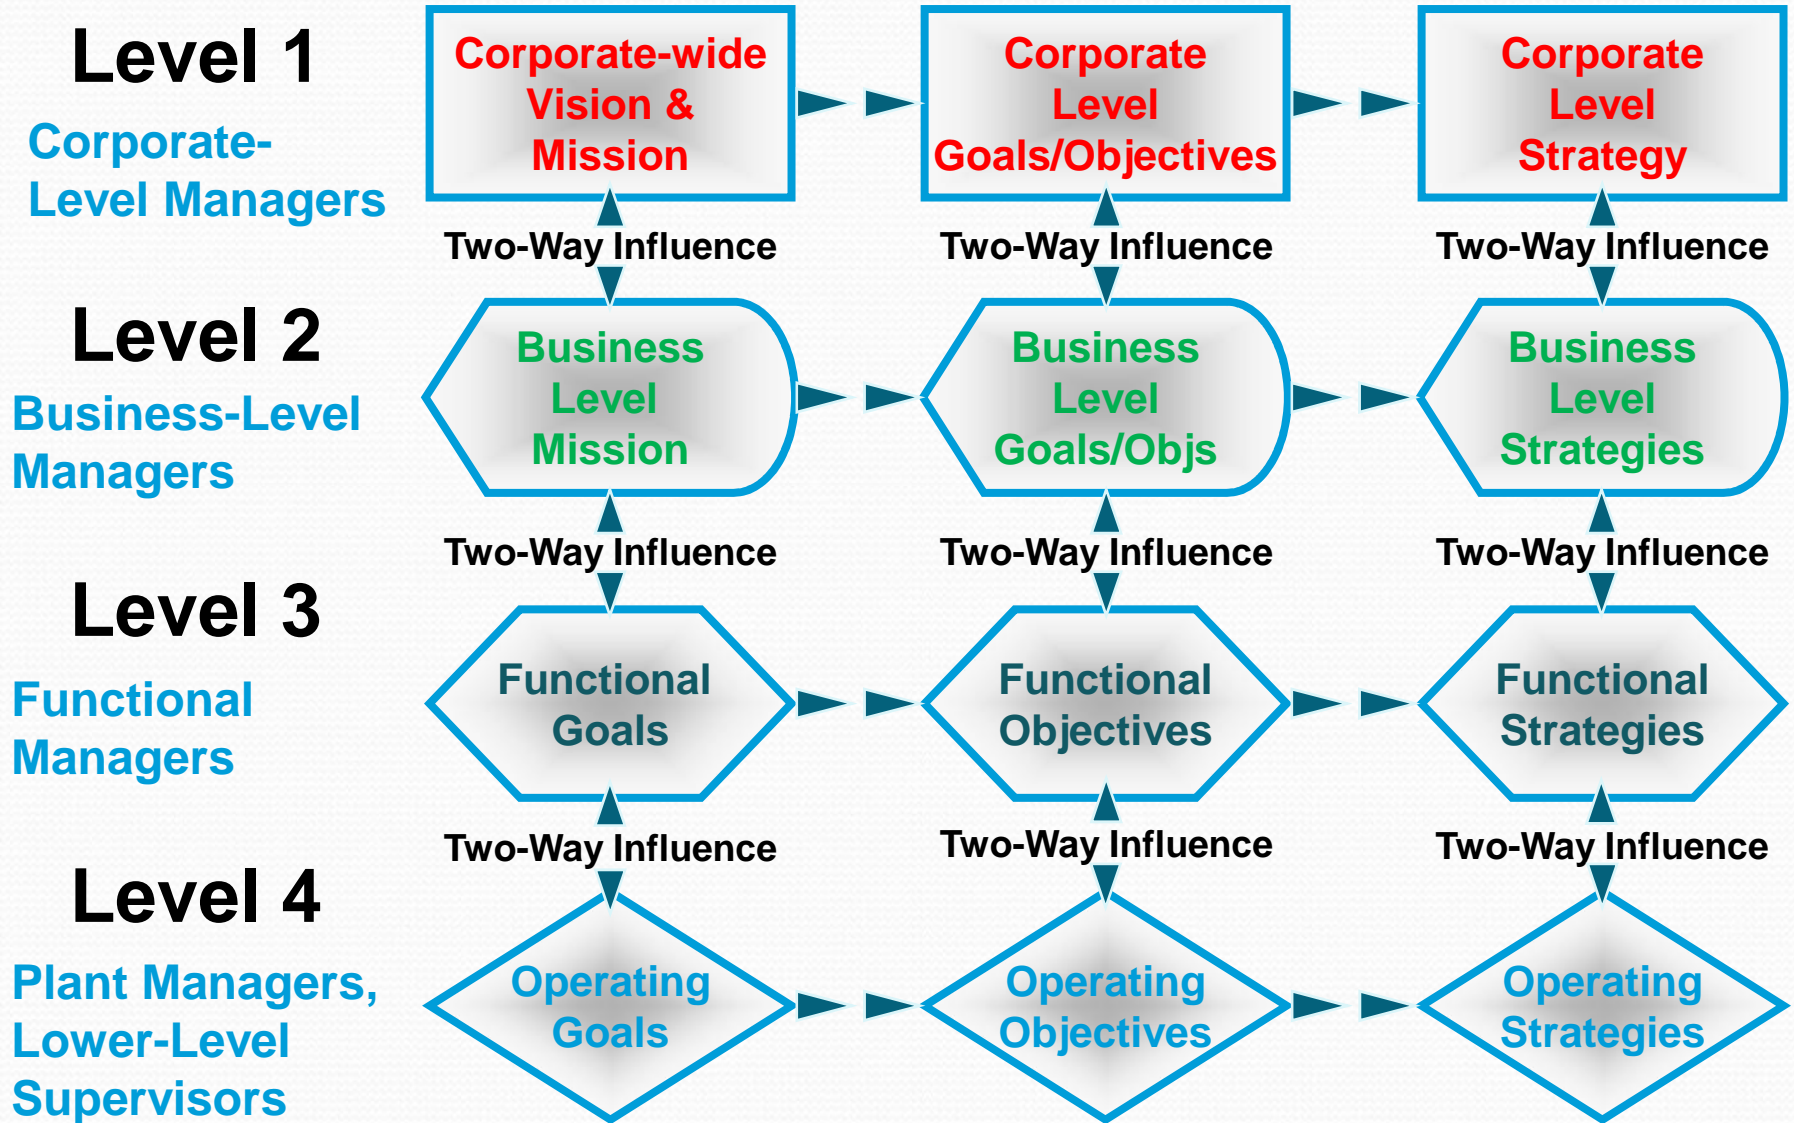 Level 1
Corporate-
Level Managers
Corporate-wide
Vision &
Mission
Corporate
Level
Goals/Objectives
Corporate
Level
Strategy
Two-Way Influence
Two-Way Influence
Two-Way Influence
Level 2
Business-Level
Managers
Business
Level
Mission
Business
Level
Goals/Objs
Business
Level
Strategies
Two-Way Influence
Two-Way Influence
Two-Way Influence
Level 3
Functional
Managers
Functional
Goals
Functional
Objectives
Functional
Strategies
Two-Way Influence
Two-Way Influence
Two-Way Influence
Level 4
Plant Managers,
Lower-Level
Supervisors
Operating
Goals
Operating
Objectives
Operating
Strategies